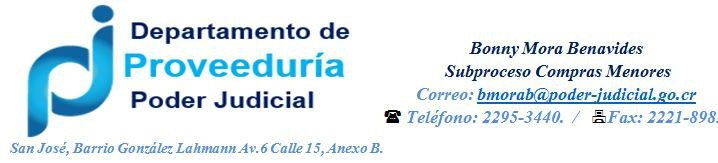 Departamento de
Proveeduría
Poder Judicial
San José, Barrio González Lahmann Av.6 Calle 15, Anexo B.
Bonny Mora Benavides
Subproceso Compras Menores
Correo: bmorab@poder-judicial.go.cr
☎ Teléfono: 2295-3440. / 📠Fax: 2221-898